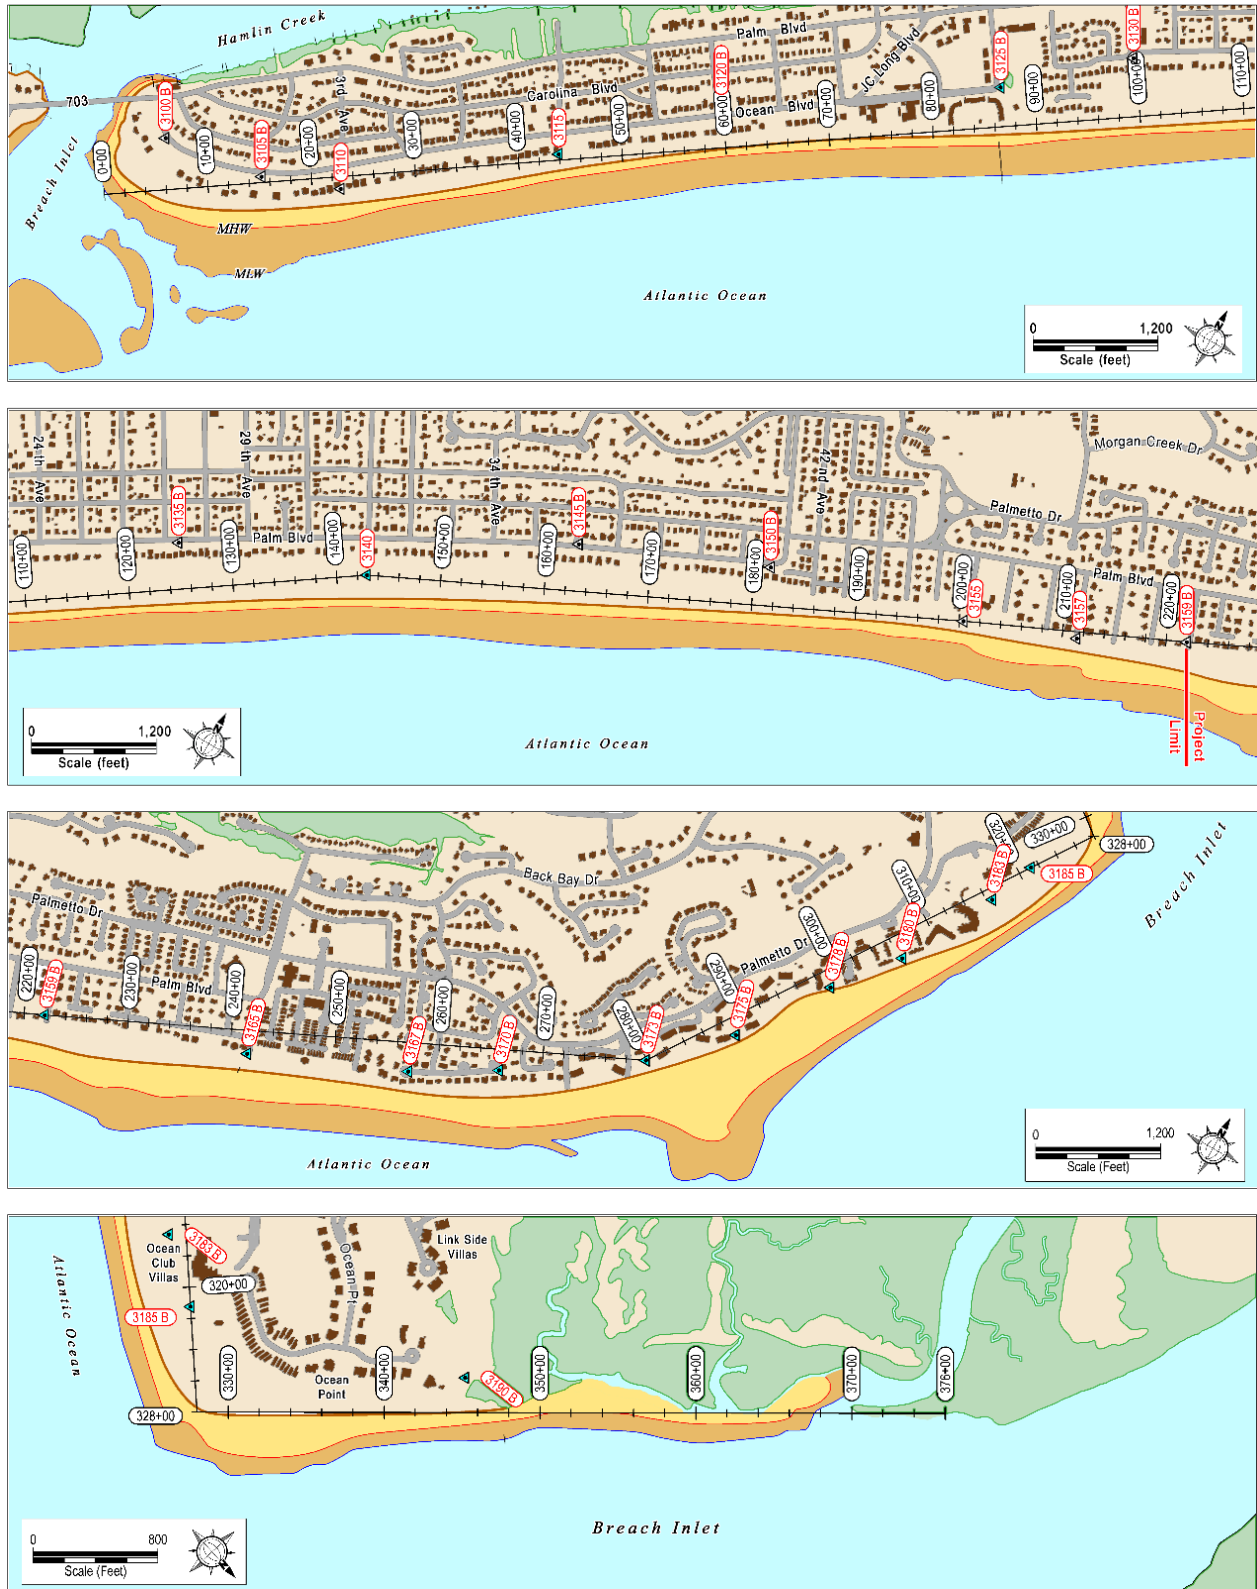 Hamlin Creek
Palm Blvd
703
3rd Ave
Carolina Blvd
JC Long Blvd
Ocean Blvd
Breach Inlet
0+00
3100 B
10+00
3105 B
20+00
3110
30+00
40+00
3115
50+00
60+00
3120 B
70+00
80+00
3125 B
90+00
100+00
3130 B
110+00
MHW
MLW
Atlantic Ocean
0 1,200
Scale (feet)
N
24 th Ave
29 th Ave
34 th Ave
42 nd Ave
Morgan Creek Dr
Palmetto Dr
Palm Blvd
Palm Blvd
110+00
120+00
3135 B
130+00
140+00
3140
150+00
160+00
3145 B
170+00
180+00
3150 B
190+00
200+00
3155
210+00
3157
220+00
3159 B
Project
Limit
0 1,200
Scale (feet)
N
Atlantic Ocean
Palmetto Dr
Palm Blvd
Back Bay Dr
Palmetto Dr
220+00
3159 B
230+00
240+00
3165 B
250+00
3167 B
260+00
3170 B
270+00
280+00
3173 B
290+00
3175 B
300+00
3178 B
310+00
3180 B
320+00
3183 B
330+00
328+00
3185 B
Breach Inlet
Atlantic Ocean
0 1,200
Scale (Feet)
N
Atlantic Ocean
Ocean
Club
Villas
3183 B
320+00
3185 B
328+00
330+00
Ocean Pt
Ocean
Point
340+00
Link Side
Villas
3190 B
350+00
360+00
370+00
376+00
Breach Inlet
0 800
Scale (Feet)
N